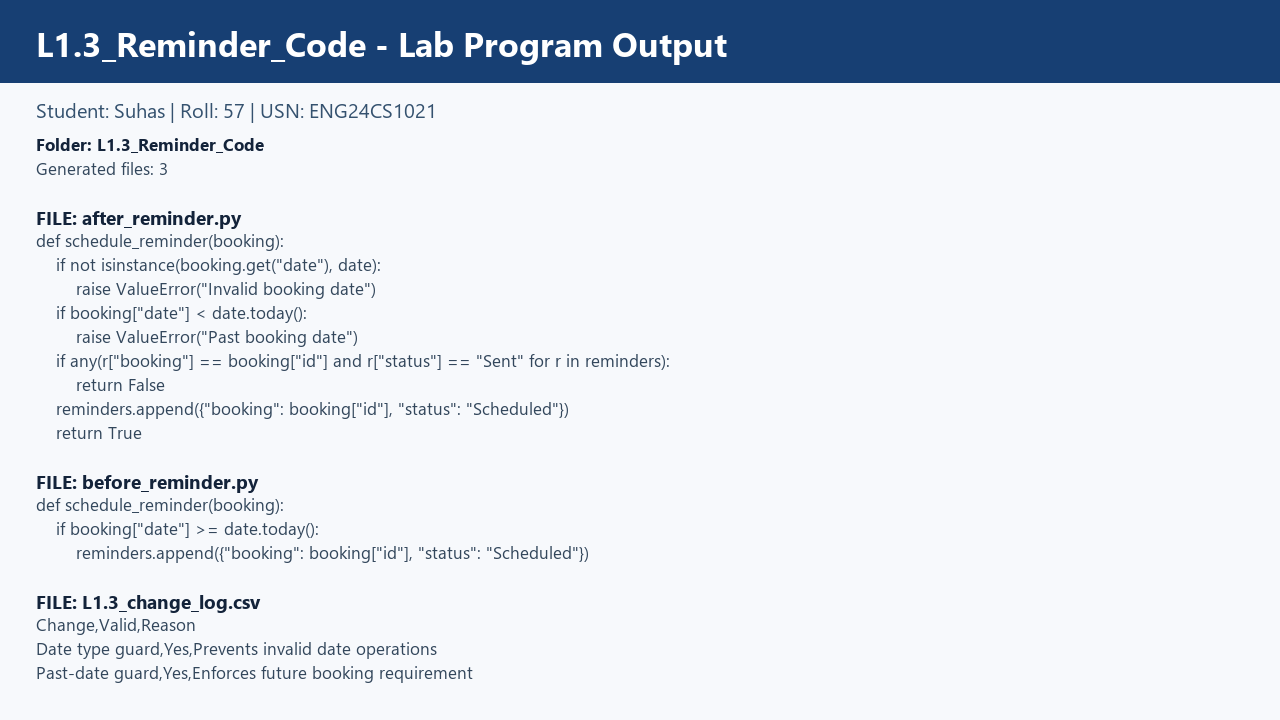 L1.3_Reminder_Code - Lab Program Output
Student: Suhas | Roll: 57 | USN: ENG24CS1021
Folder: L1.3_Reminder_Code
Generated files: 3
FILE: after_reminder.py
def schedule_reminder(booking):
    if not isinstance(booking.get("date"), date):
        raise ValueError("Invalid booking date")
    if booking["date"] < date.today():
        raise ValueError("Past booking date")
    if any(r["booking"] == booking["id"] and r["status"] == "Sent" for r in reminders):
        return False
    reminders.append({"booking": booking["id"], "status": "Scheduled"})
    return True
FILE: before_reminder.py
def schedule_reminder(booking):
    if booking["date"] >= date.today():
        reminders.append({"booking": booking["id"], "status": "Scheduled"})
FILE: L1.3_change_log.csv
Change,Valid,Reason
Date type guard,Yes,Prevents invalid date operations
Past-date guard,Yes,Enforces future booking requirement